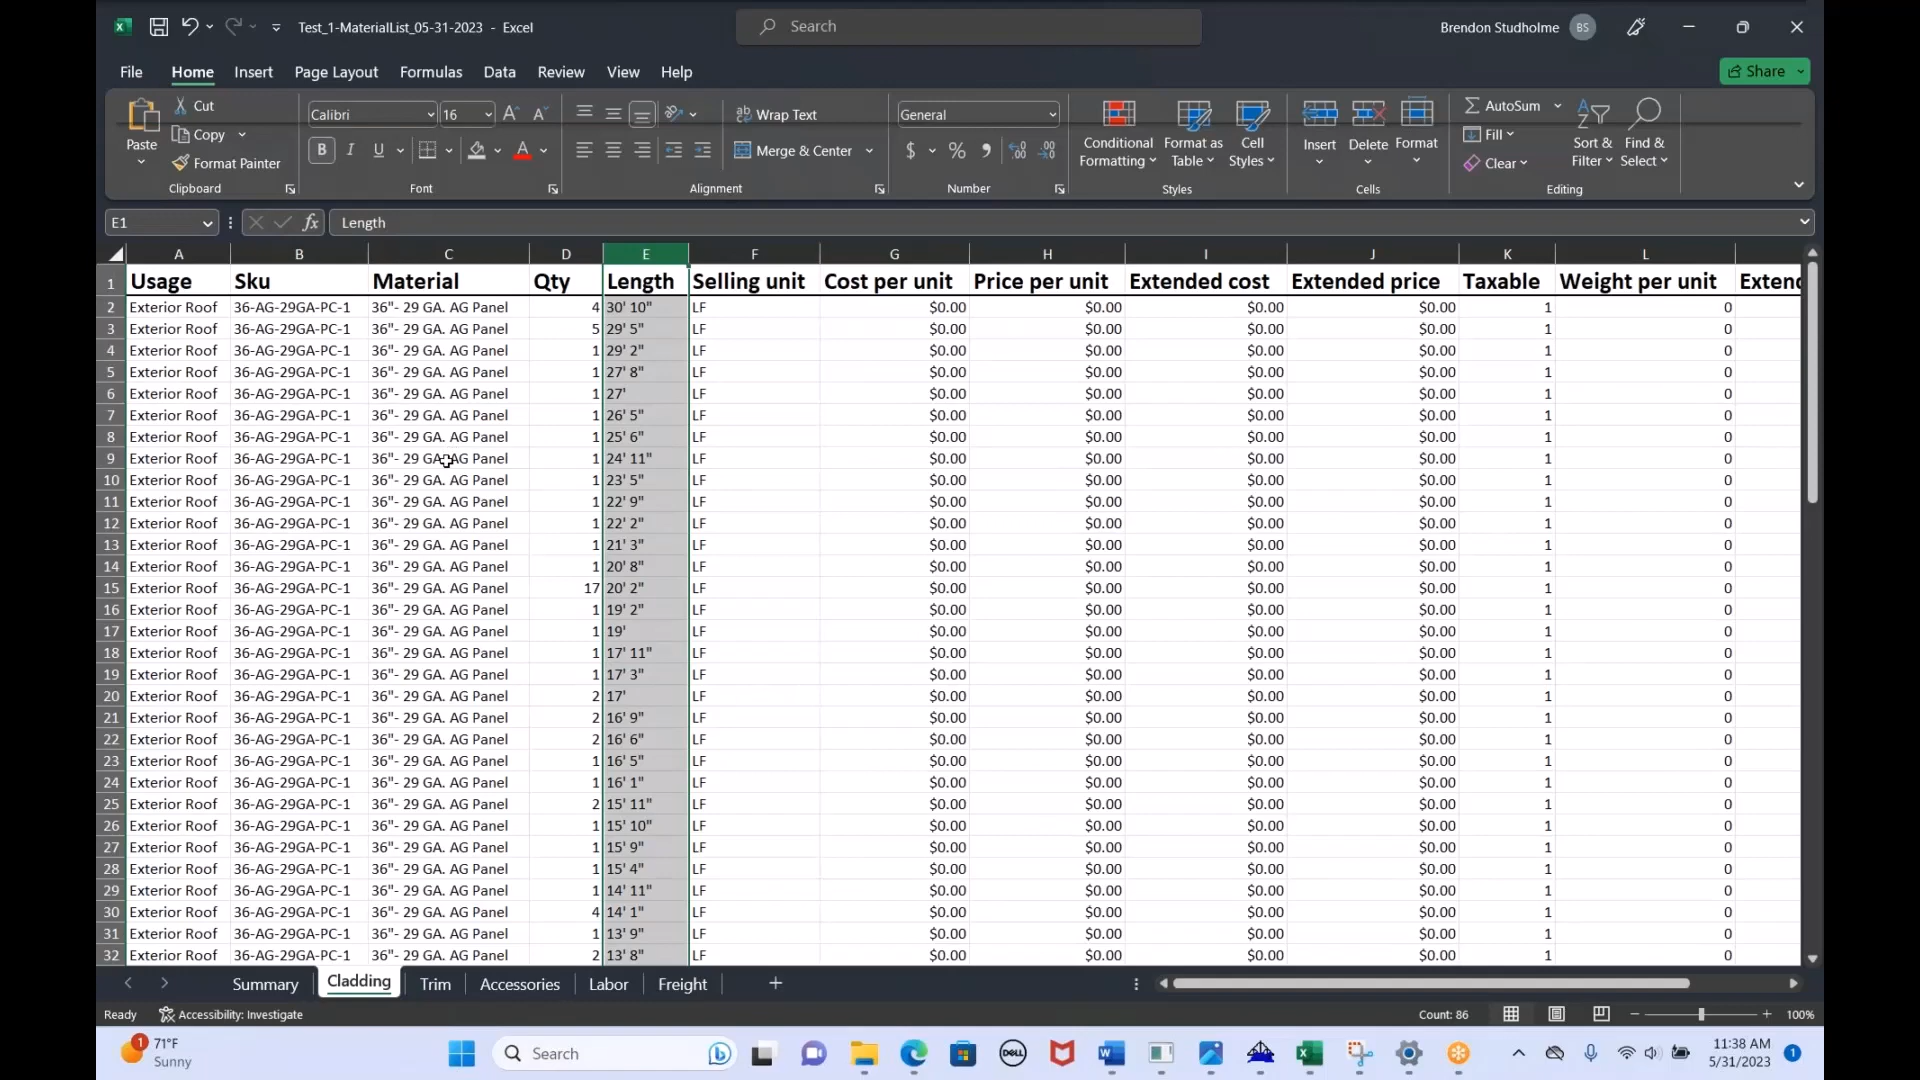 Test_1-MaterialList_05-31-2023 - Excel
Search
Brendon Studholme BS
File Home Insert Page Layout Formulas Data Review View Help
Share
Paste
Cut
Copy
Format Painter
Clipboard
Calibri 16
B I U A
Font
Wrap Text
Merge & Center
Alignment
General
$ % ,
Number
Conditional Formatting
Format as Table
Cell Styles
Styles
Insert Delete Format
Cells
AutoSum
Fill
Clear
Sort & Filter
Find & Select
Editing
E1 fx Length
A B C D E F G H I J K L
1 Usage Sku Material Qty Length Selling unit Cost per unit Price per unit Extended cost Extended price Taxable Weight per unit Extend
2 Exterior Roof 36-AG-29GA-PC-1 36"- 29 GA. AG Panel 4 30' 10" LF $0.00 $0.00 $0.00 $0.00 1 0
3 Exterior Roof 36-AG-29GA-PC-1 36"- 29 GA. AG Panel 5 29' 5" LF $0.00 $0.00 $0.00 $0.00 1 0
4 Exterior Roof 36-AG-29GA-PC-1 36"- 29 GA. AG Panel 1 29' 2" LF $0.00 $0.00 $0.00 $0.00 1 0
5 Exterior Roof 36-AG-29GA-PC-1 36"- 29 GA. AG Panel 1 27' 8" LF $0.00 $0.00 $0.00 $0.00 1 0
6 Exterior Roof 36-AG-29GA-PC-1 36"- 29 GA. AG Panel 1 27' LF $0.00 $0.00 $0.00 $0.00 1 0
7 Exterior Roof 36-AG-29GA-PC-1 36"- 29 GA. AG Panel 1 26' 5" LF $0.00 $0.00 $0.00 $0.00 1 0
8 Exterior Roof 36-AG-29GA-PC-1 36"- 29 GA. AG Panel 1 25' 6" LF $0.00 $0.00 $0.00 $0.00 1 0
9 Exterior Roof 36-AG-29GA-PC-1 36"- 29 GA. AG Panel 1 24' 11" LF $0.00 $0.00 $0.00 $0.00 1 0
10 Exterior Roof 36-AG-29GA-PC-1 36"- 29 GA. AG Panel 1 23' 5" LF $0.00 $0.00 $0.00 $0.00 1 0
11 Exterior Roof 36-AG-29GA-PC-1 36"- 29 GA. AG Panel 1 22' 9" LF $0.00 $0.00 $0.00 $0.00 1 0
12 Exterior Roof 36-AG-29GA-PC-1 36"- 29 GA. AG Panel 1 22' 2" LF $0.00 $0.00 $0.00 $0.00 1 0
13 Exterior Roof 36-AG-29GA-PC-1 36"- 29 GA. AG Panel 1 21' 3" LF $0.00 $0.00 $0.00 $0.00 1 0
14 Exterior Roof 36-AG-29GA-PC-1 36"- 29 GA. AG Panel 1 20' 8" LF $0.00 $0.00 $0.00 $0.00 1 0
15 Exterior Roof 36-AG-29GA-PC-1 36"- 29 GA. AG Panel 17 20' 2" LF $0.00 $0.00 $0.00 $0.00 1 0
16 Exterior Roof 36-AG-29GA-PC-1 36"- 29 GA. AG Panel 1 19' 2" LF $0.00 $0.00 $0.00 $0.00 1 0
17 Exterior Roof 36-AG-29GA-PC-1 36"- 29 GA. AG Panel 1 19' LF $0.00 $0.00 $0.00 $0.00 1 0
18 Exterior Roof 36-AG-29GA-PC-1 36"- 29 GA. AG Panel 1 17' 11" LF $0.00 $0.00 $0.00 $0.00 1 0
19 Exterior Roof 36-AG-29GA-PC-1 36"- 29 GA. AG Panel 1 17' 3" LF $0.00 $0.00 $0.00 $0.00 1 0
20 Exterior Roof 36-AG-29GA-PC-1 36"- 29 GA. AG Panel 2 17' LF $0.00 $0.00 $0.00 $0.00 1 0
21 Exterior Roof 36-AG-29GA-PC-1 36"- 29 GA. AG Panel 2 16' 9" LF $0.00 $0.00 $0.00 $0.00 1 0
22 Exterior Roof 36-AG-29GA-PC-1 36"- 29 GA. AG Panel 2 16' 6" LF $0.00 $0.00 $0.00 $0.00 1 0
23 Exterior Roof 36-AG-29GA-PC-1 36"- 29 GA. AG Panel 1 16' 5" LF $0.00 $0.00 $0.00 $0.00 1 0
24 Exterior Roof 36-AG-29GA-PC-1 36"- 29 GA. AG Panel 1 16' 1" LF $0.00 $0.00 $0.00 $0.00 1 0
25 Exterior Roof 36-AG-29GA-PC-1 36"- 29 GA. AG Panel 2 15' 11" LF $0.00 $0.00 $0.00 $0.00 1 0
26 Exterior Roof 36-AG-29GA-PC-1 36"- 29 GA. AG Panel 1 15' 10" LF $0.00 $0.00 $0.00 $0.00 1 0
27 Exterior Roof 36-AG-29GA-PC-1 36"- 29 GA. AG Panel 1 15' 9" LF $0.00 $0.00 $0.00 $0.00 1 0
28 Exterior Roof 36-AG-29GA-PC-1 36"- 29 GA. AG Panel 1 15' 4" LF $0.00 $0.00 $0.00 $0.00 1 0
29 Exterior Roof 36-AG-29GA-PC-1 36"- 29 GA. AG Panel 1 14' 11" LF $0.00 $0.00 $0.00 $0.00 1 0
30 Exterior Roof 36-AG-29GA-PC-1 36"- 29 GA. AG Panel 4 14' 1" LF $0.00 $0.00 $0.00 $0.00 1 0
31 Exterior Roof 36-AG-29GA-PC-1 36"- 29 GA. AG Panel 1 13' 9" LF $0.00 $0.00 $0.00 $0.00 1 0
32 Exterior Roof 36-AG-29GA-PC-1 36"- 29 GA. AG Panel 2 13' 8" LF $0.00 $0.00 $0.00 $0.00 1 0
Summary Cladding Trim Accessories Labor Freight
Ready Accessibility: Investigate Count: 86 100%
1 71°F
Sunny
Search
DELL
11:38 AM
5/31/2023 1